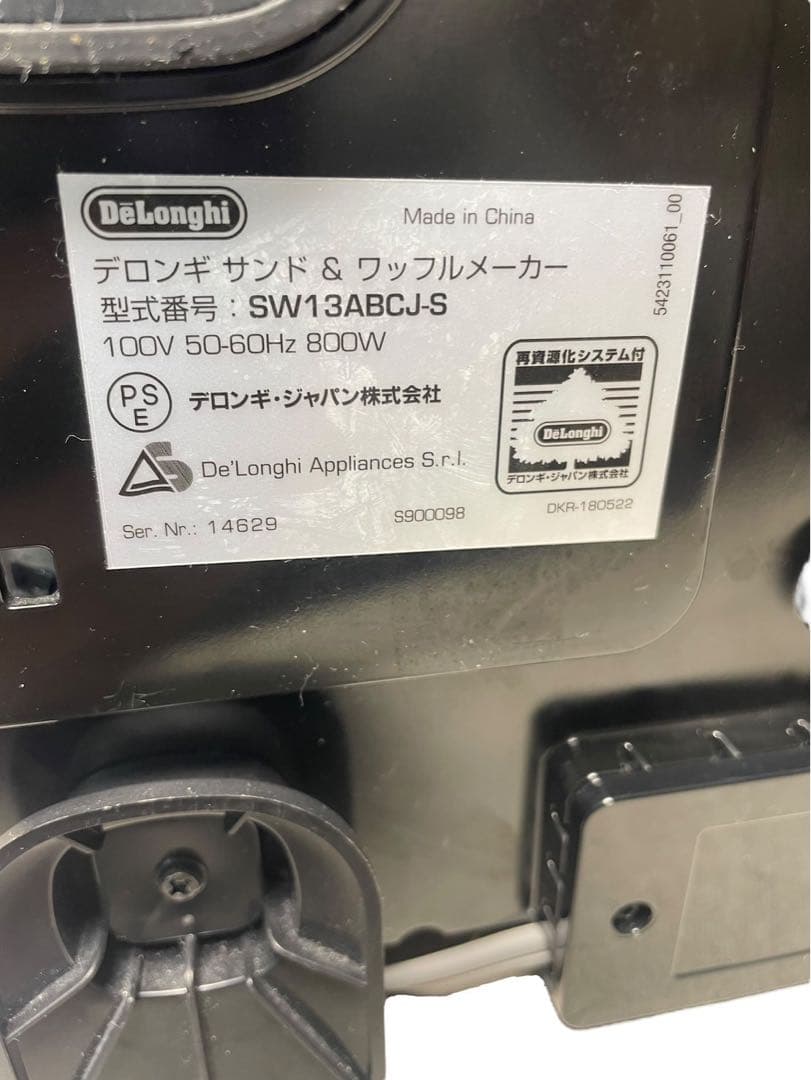 DēLonghi
Made in China
5423110061_00
デロンギ サンド & ワッフルメーカー
型式番号：SW13ABCJ-S
100V 50-60Hz 800W
PS
E
デロンギ・ジャパン株式会社
De'Longhi Appliances S.r.l.
再資源化システム付
DēLonghi
デロンギ・ジャパン株式会社
Ser. Nr.: 14629
S900098
DKR-180522